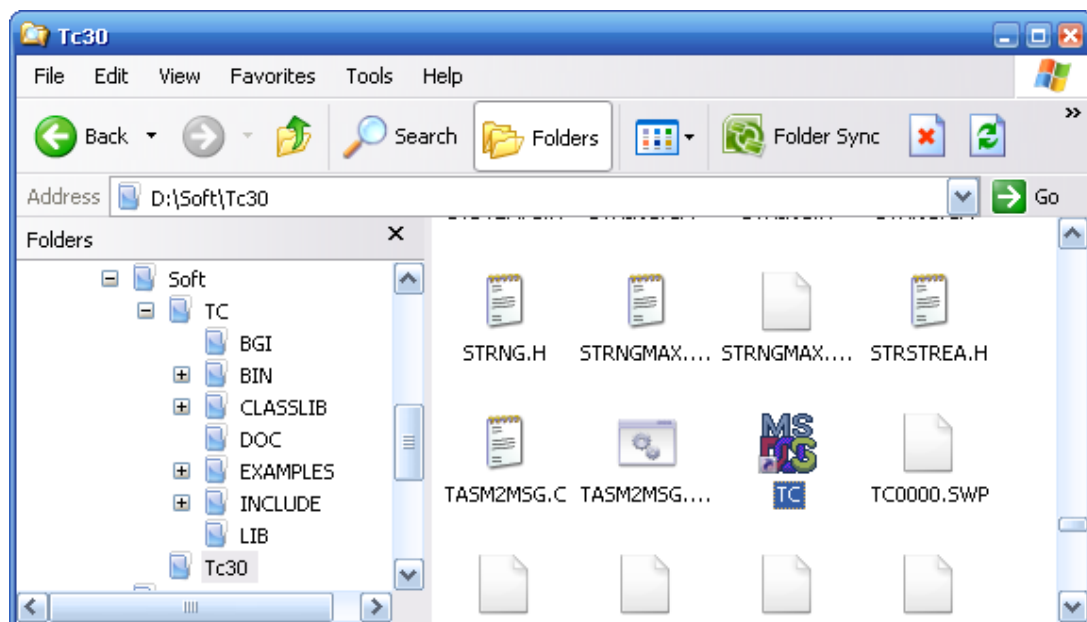 Tc30
File Edit View Favorites Tools Help
Back Search Folders Folder Sync »
Address D:\Soft\Tc30 Go
Folders
Soft
TC
BGI
BIN
CLASSLIB
DOC
EXAMPLES
INCLUDE
LIB
Tc30
STRNG.H STRNGMAX.... STRNGMAX.... STRSTREA.H
MS
TASM2MSG.C TASM2MSG.... TC TC0000.SWP